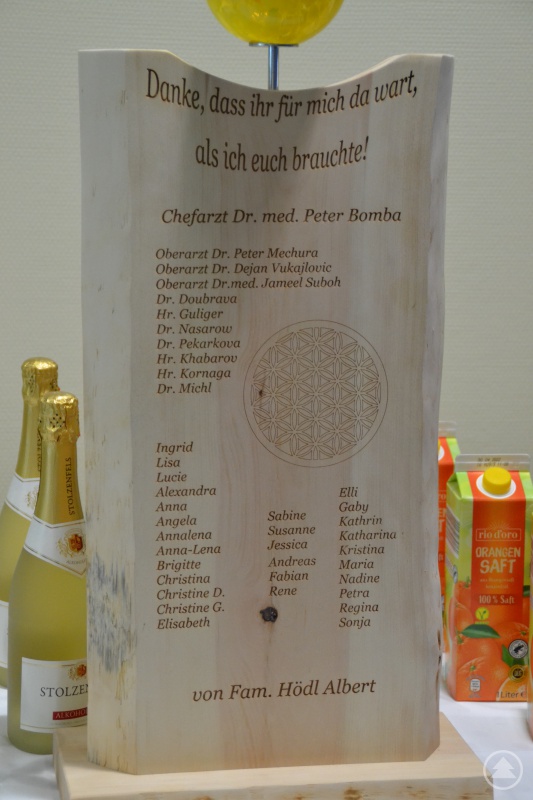 Danke, dass ihr für mich da wart,
als ich euch brauchte!
Chefarzt Dr. med. Peter Bomba
Oberarzt Dr. Peter Mechura
Oberarzt Dr. Dejan Vukajlovic
Oberarzt Dr.med. Jameel Suboh
Dr. Doubrava
Hr. Guliger
Dr. Nasarow
Dr. Pekarkova
Hr. Khabarov
Hr. Kornaga
Dr. Michl
Ingrid
Lisa
Lucie
Alexandra
Anna
Angela
Annalena
Anna-Lena
Brigitte
Christina
Christine D.
Christine G.
Elisabeth
Sabine
Susanne
Jessica
Andreas
Fabian
Rene
Elli
Gaby
Kathrin
Katharina
Kristina
Maria
Nadine
Petra
Regina
Sonja
von Fam. Hödl Albert
STOLZENFELS
STOLZEN
ALKOHO
rio d'oro
ORANGEN
SAFT
100% Saft
1 Liter e